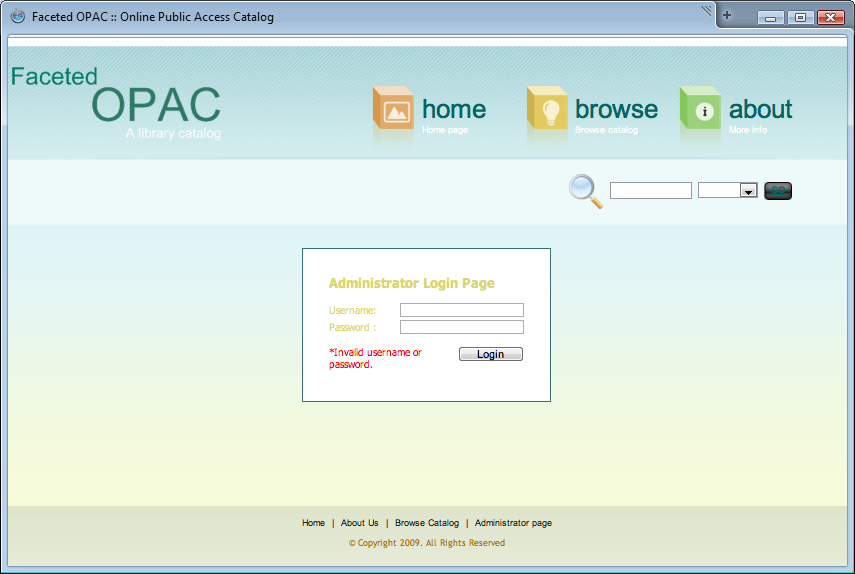 Faceted OPAC :: Online Public Access Catalog
Faceted
OPAC
A library catalog
home
Home page
browse
Browse catalog
about
More info
Administrator Login Page
Username:
Password :
*Invalid username or
password.
Login
Home | About Us | Browse Catalog | Administrator page
© Copyright 2009. All Rights Reserved